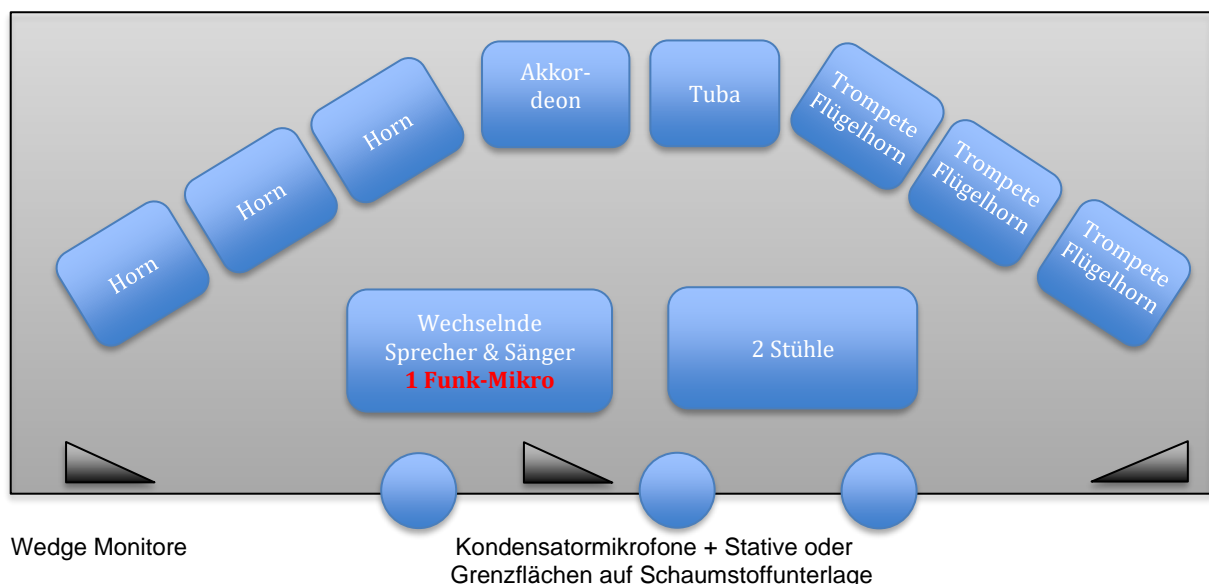 Horn
Horn
Horn
Akkor-
deon
Tuba
Trompete
Flügelhorn
Trompete
Flügelhorn
Trompete
Flügelhorn
Wechselnde
Sprecher & Sänger
1 Funk-Mikro
2 Stühle
Wedge Monitore
Kondensatormikrofone + Stative oder
Grenzflächen auf Schaumstoffunterlage